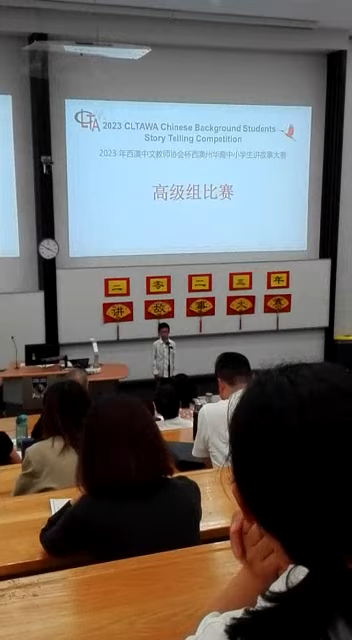 CLTA 2023 CLTAWA Chinese Background Students
Story Telling Competition
2023 年西澳中文教师协会杯西澳州华裔中小学生讲故事大赛
高级组比赛
二零二三年
讲故事大赛